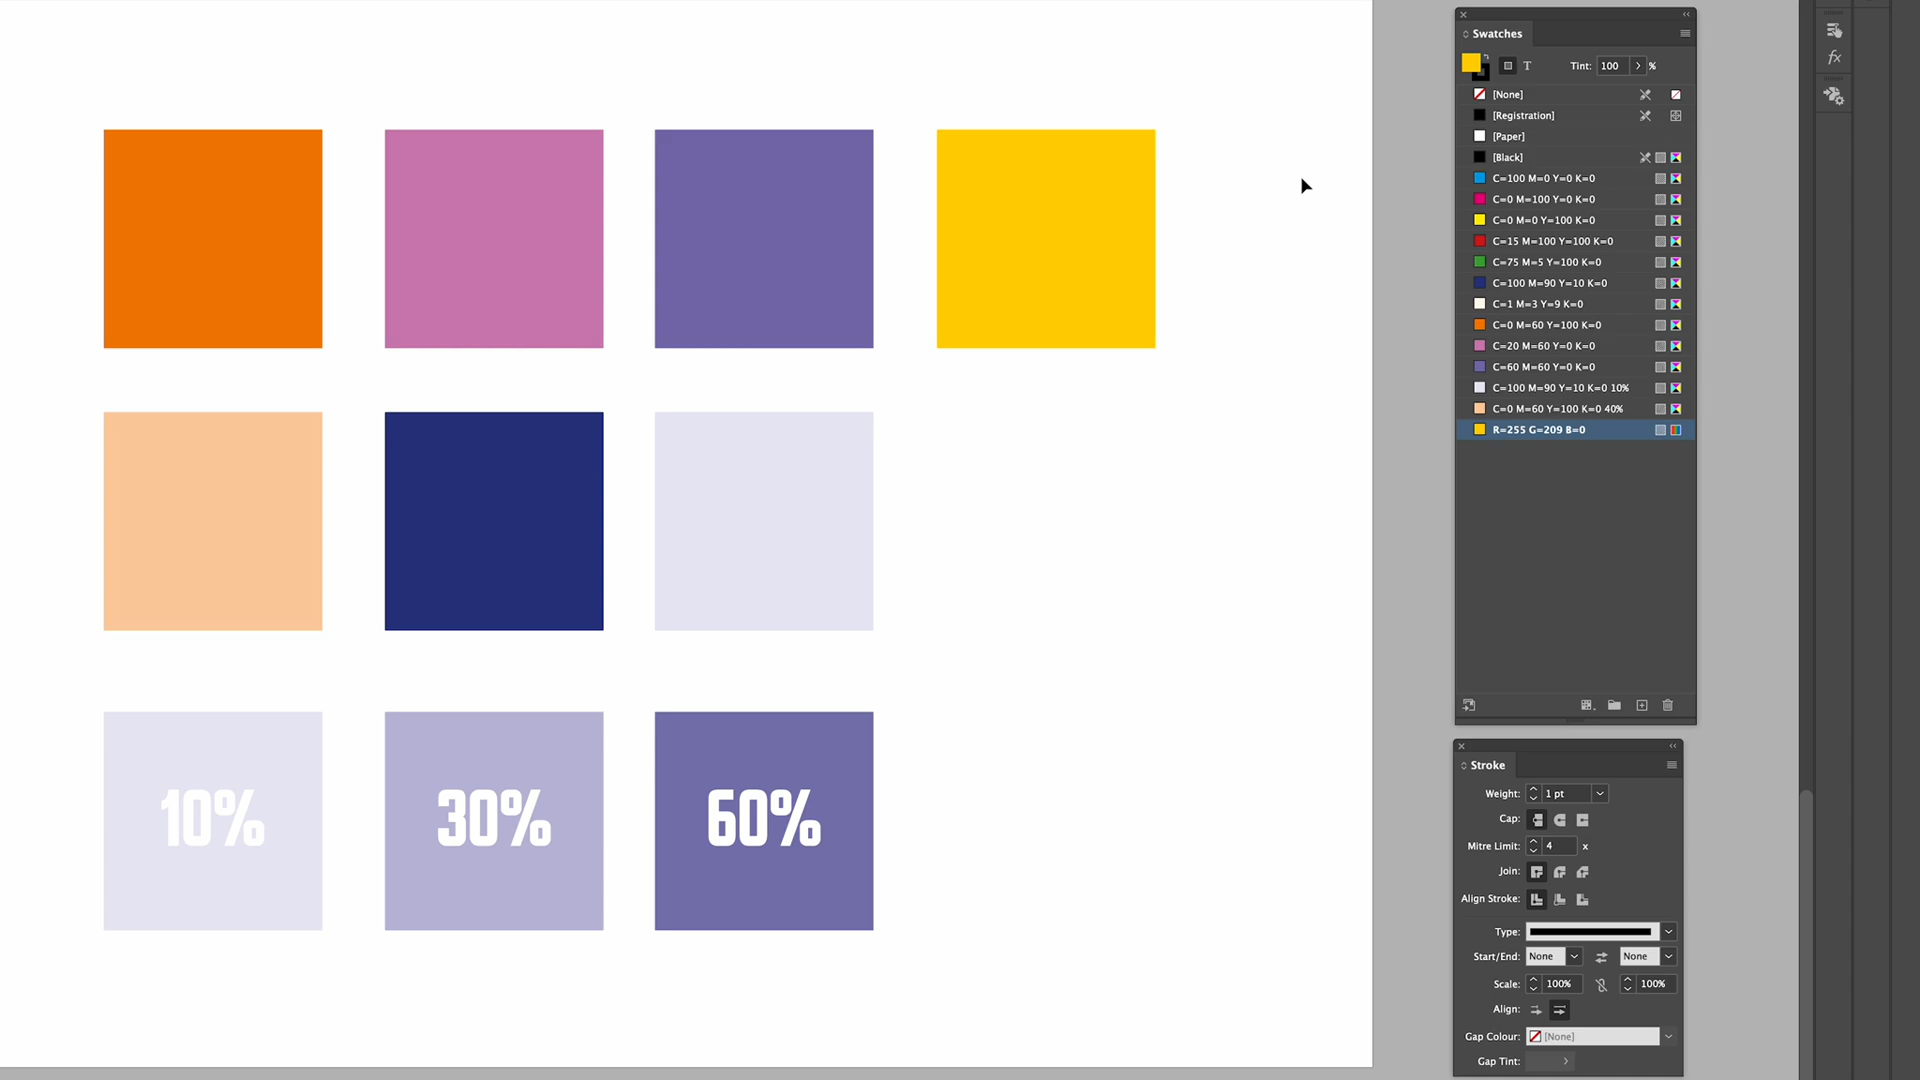 10%
30%
60%
Swatches
T
Tint: 100 %
[None]
[Registration]
[Paper]
[Black]
C=100 M=0 Y=0 K=0
C=0 M=100 Y=0 K=0
C=0 M=0 Y=100 K=0
C=15 M=100 Y=100 K=0
C=75 M=5 Y=100 K=0
C=100 M=90 Y=10 K=0
C=1 M=3 Y=9 K=0
C=0 M=60 Y=100 K=0
C=20 M=60 Y=0 K=0
C=60 M=60 Y=0 K=0
C=100 M=90 Y=10 K=0 10%
C=0 M=60 Y=100 K=0 40%
R=255 G=209 B=0
Stroke
Weight: 1 pt
Cap:
Mitre Limit: 4 x
Join:
Align Stroke:
Type:
Start/End: None None
Scale: 100% 100%
Align:
Gap Colour: [None]
Gap Tint:
fx